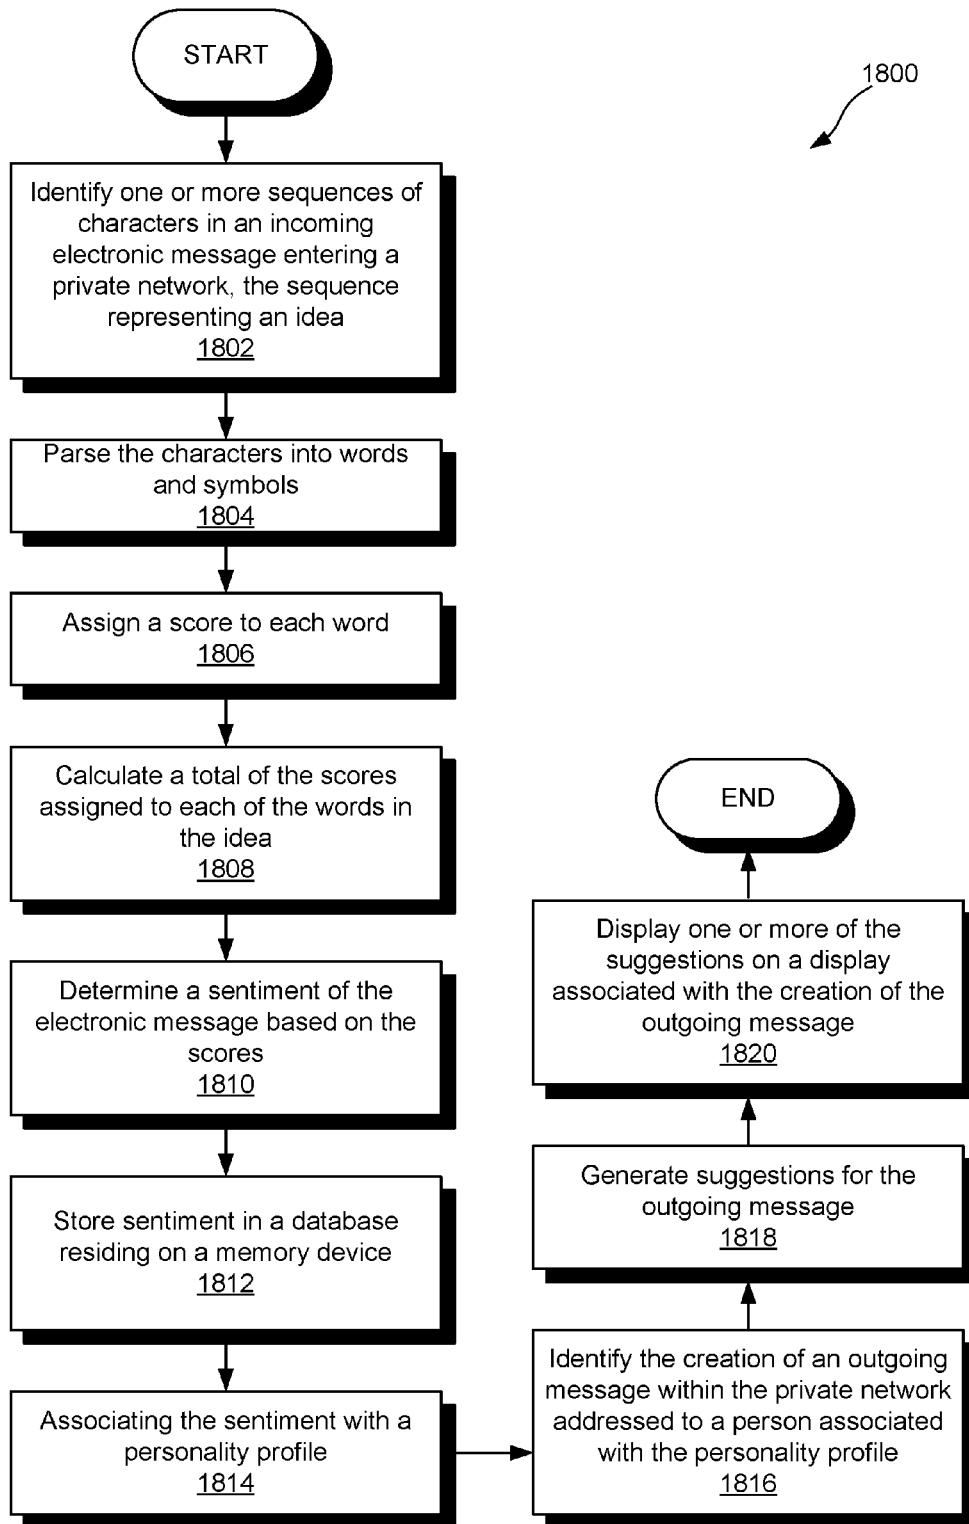 START
1800
Identify one or more sequences of
characters in an incoming
electronic message entering a
private network, the sequence
representing an idea
1802
Parse the characters into words
and symbols
1804
Assign a score to each word
1806
Calculate a total of the scores
assigned to each of the words in
the idea
1808
Determine a sentiment of the
electronic message based on the
scores
1810
Store sentiment in a database
residing on a memory device
1812
Associating the sentiment with a
personality profile
1814
Identify the creation of an outgoing
message within the private network
addressed to a person associated
with the personality profile
1816
Generate suggestions for the
outgoing message
1818
Display one or more of the
suggestions on a display
associated with the creation of the
outgoing message
1820
END